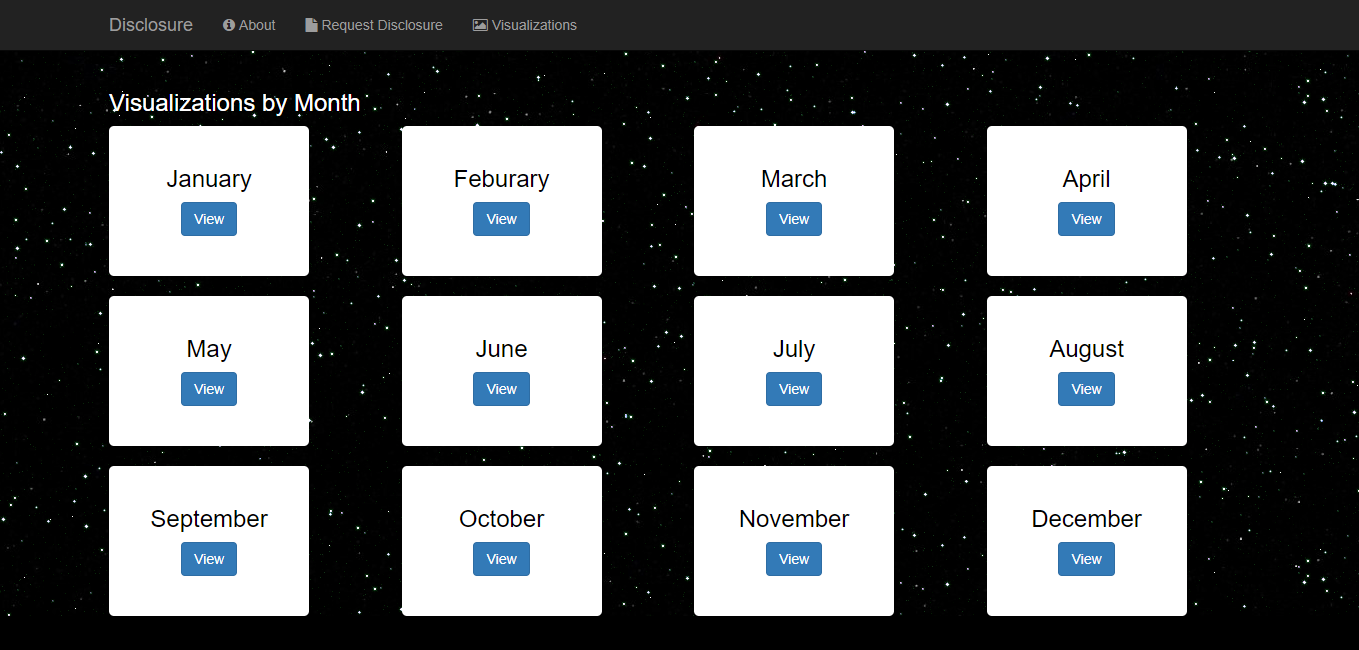 Disclosure About Request Disclosure Visualizations
Visualizations by Month
January Feburary March April
View View View View
May June July August
View View View View
September October November December
View View View View